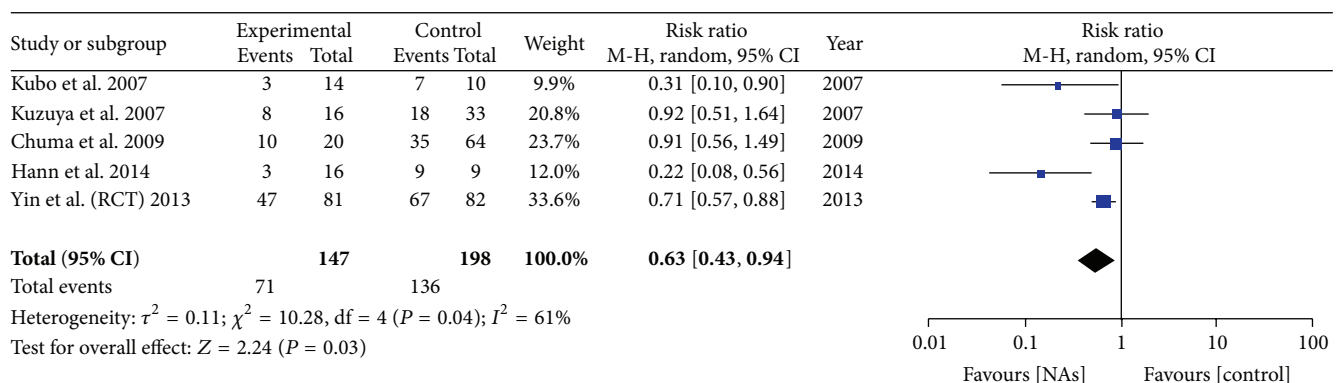 Study or subgroup Experimental Control Weight Risk ratio Year Risk ratio
Events Total Events Total M-H, random, 95% CI M-H, random, 95% CI
Kubo et al. 2007 3 14 7 10 9.9% 0.31 [0.10, 0.90] 2007
Kuzuya et al. 2007 8 16 18 33 20.8% 0.92 [0.51, 1.64] 2007
Chuma et al. 2009 10 20 35 64 23.7% 0.91 [0.56, 1.49] 2009
Hann et al. 2014 3 16 9 9 12.0% 0.22 [0.08, 0.56] 2014
Yin et al. (RCT) 2013 47 81 67 82 33.6% 0.71 [0.57, 0.88] 2013
Total (95% CI) 147 198 100.0% 0.63 [0.43, 0.94]
Total events 71 136
Heterogeneity: τ² = 0.11; χ² = 10.28, df = 4 (P = 0.04); I² = 61%
Test for overall effect: Z = 2.24 (P = 0.03)
0.01 0.1 1 10 100
Favours [NAs] Favours [control]